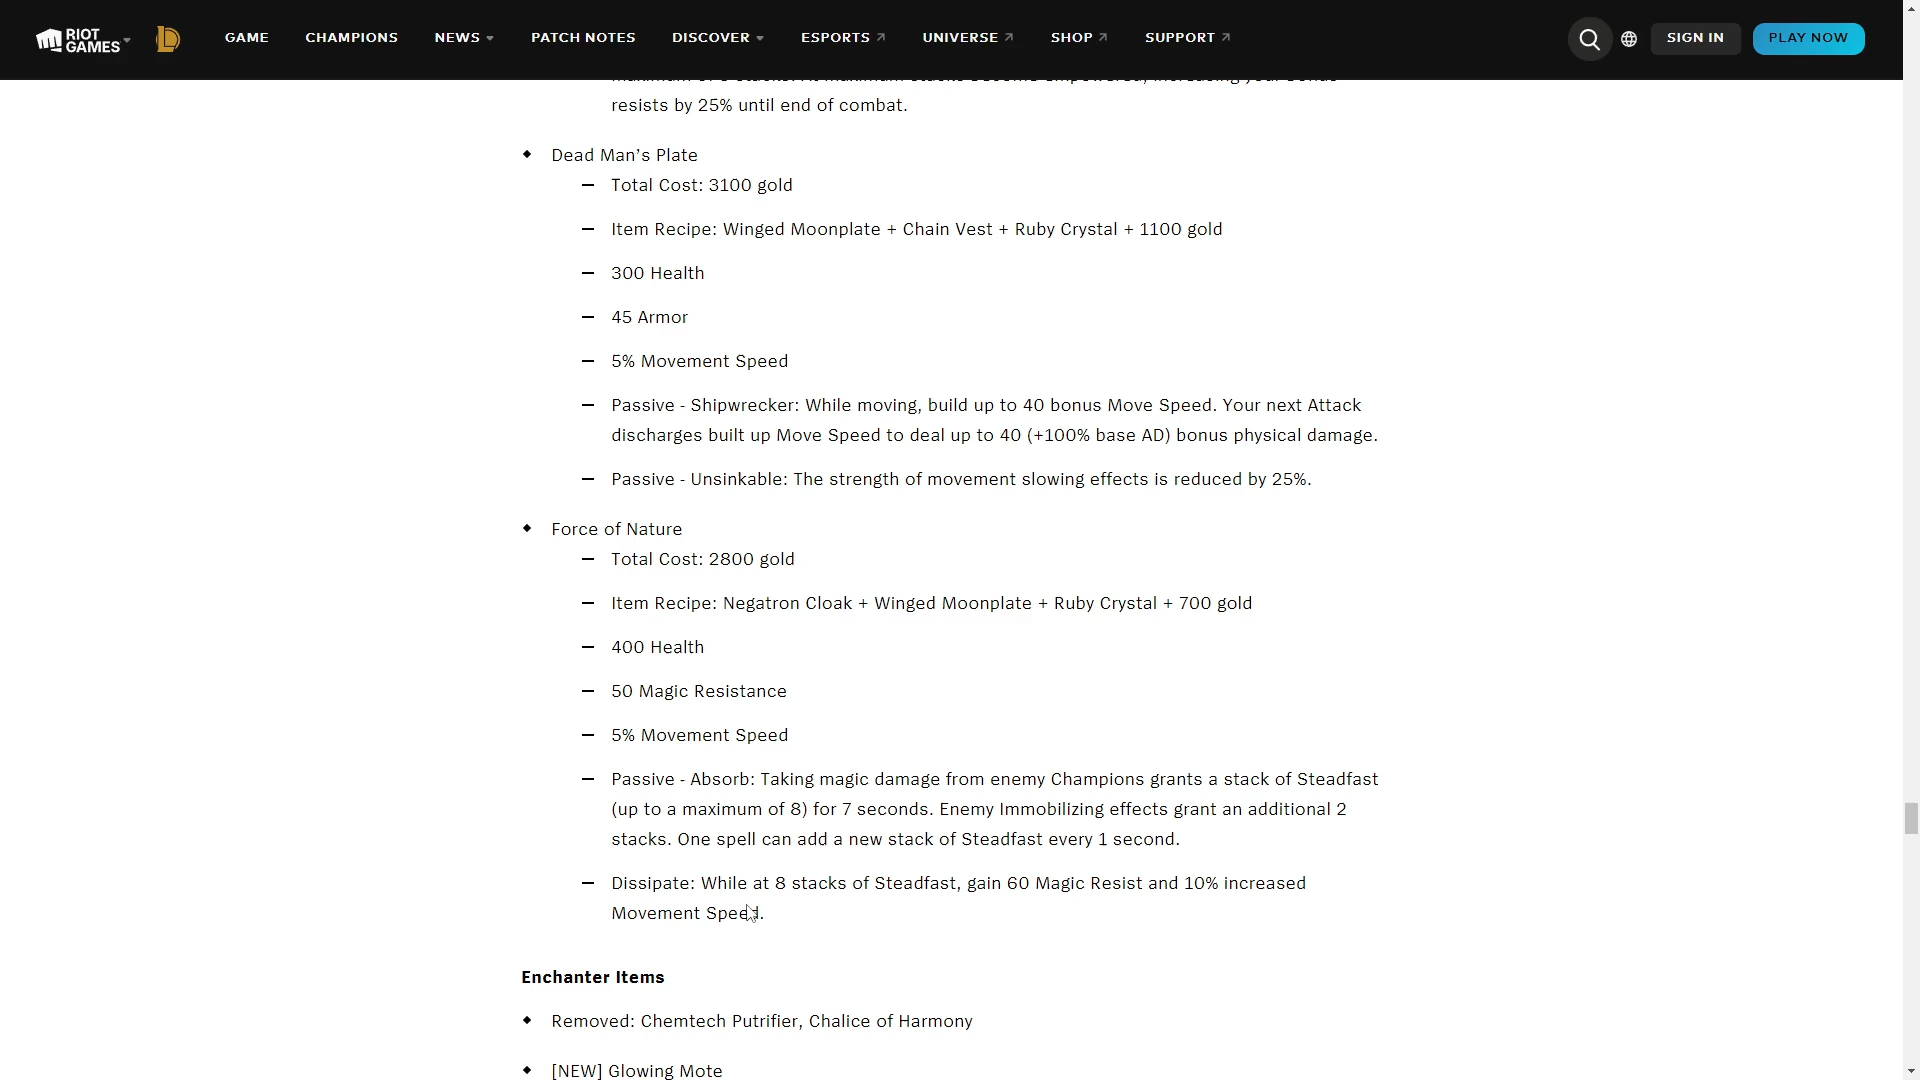 RIOT GAMES
GAME
CHAMPIONS
NEWS
PATCH NOTES
DISCOVER
ESPORTS
UNIVERSE
SHOP
SUPPORT
SIGN IN
PLAY NOW
resists by 25% until end of combat.
Dead Man’s Plate
Total Cost: 3100 gold
Item Recipe: Winged Moonplate + Chain Vest + Ruby Crystal + 1100 gold
300 Health
45 Armor
5% Movement Speed
Passive - Shipwrecker: While moving, build up to 40 bonus Move Speed. Your next Attack
discharges built up Move Speed to deal up to 40 (+100% base AD) bonus physical damage.
Passive - Unsinkable: The strength of movement slowing effects is reduced by 25%.
Force of Nature
Total Cost: 2800 gold
Item Recipe: Negatron Cloak + Winged Moonplate + Ruby Crystal + 700 gold
400 Health
50 Magic Resistance
5% Movement Speed
Passive - Absorb: Taking magic damage from enemy Champions grants a stack of Steadfast
(up to a maximum of 8) for 7 seconds. Enemy Immobilizing effects grant an additional 2
stacks. One spell can add a new stack of Steadfast every 1 second.
Dissipate: While at 8 stacks of Steadfast, gain 60 Magic Resist and 10% increased
Movement Speed.
Enchanter Items
Removed: Chemtech Putrifier, Chalice of Harmony
[NEW] Glowing Mote